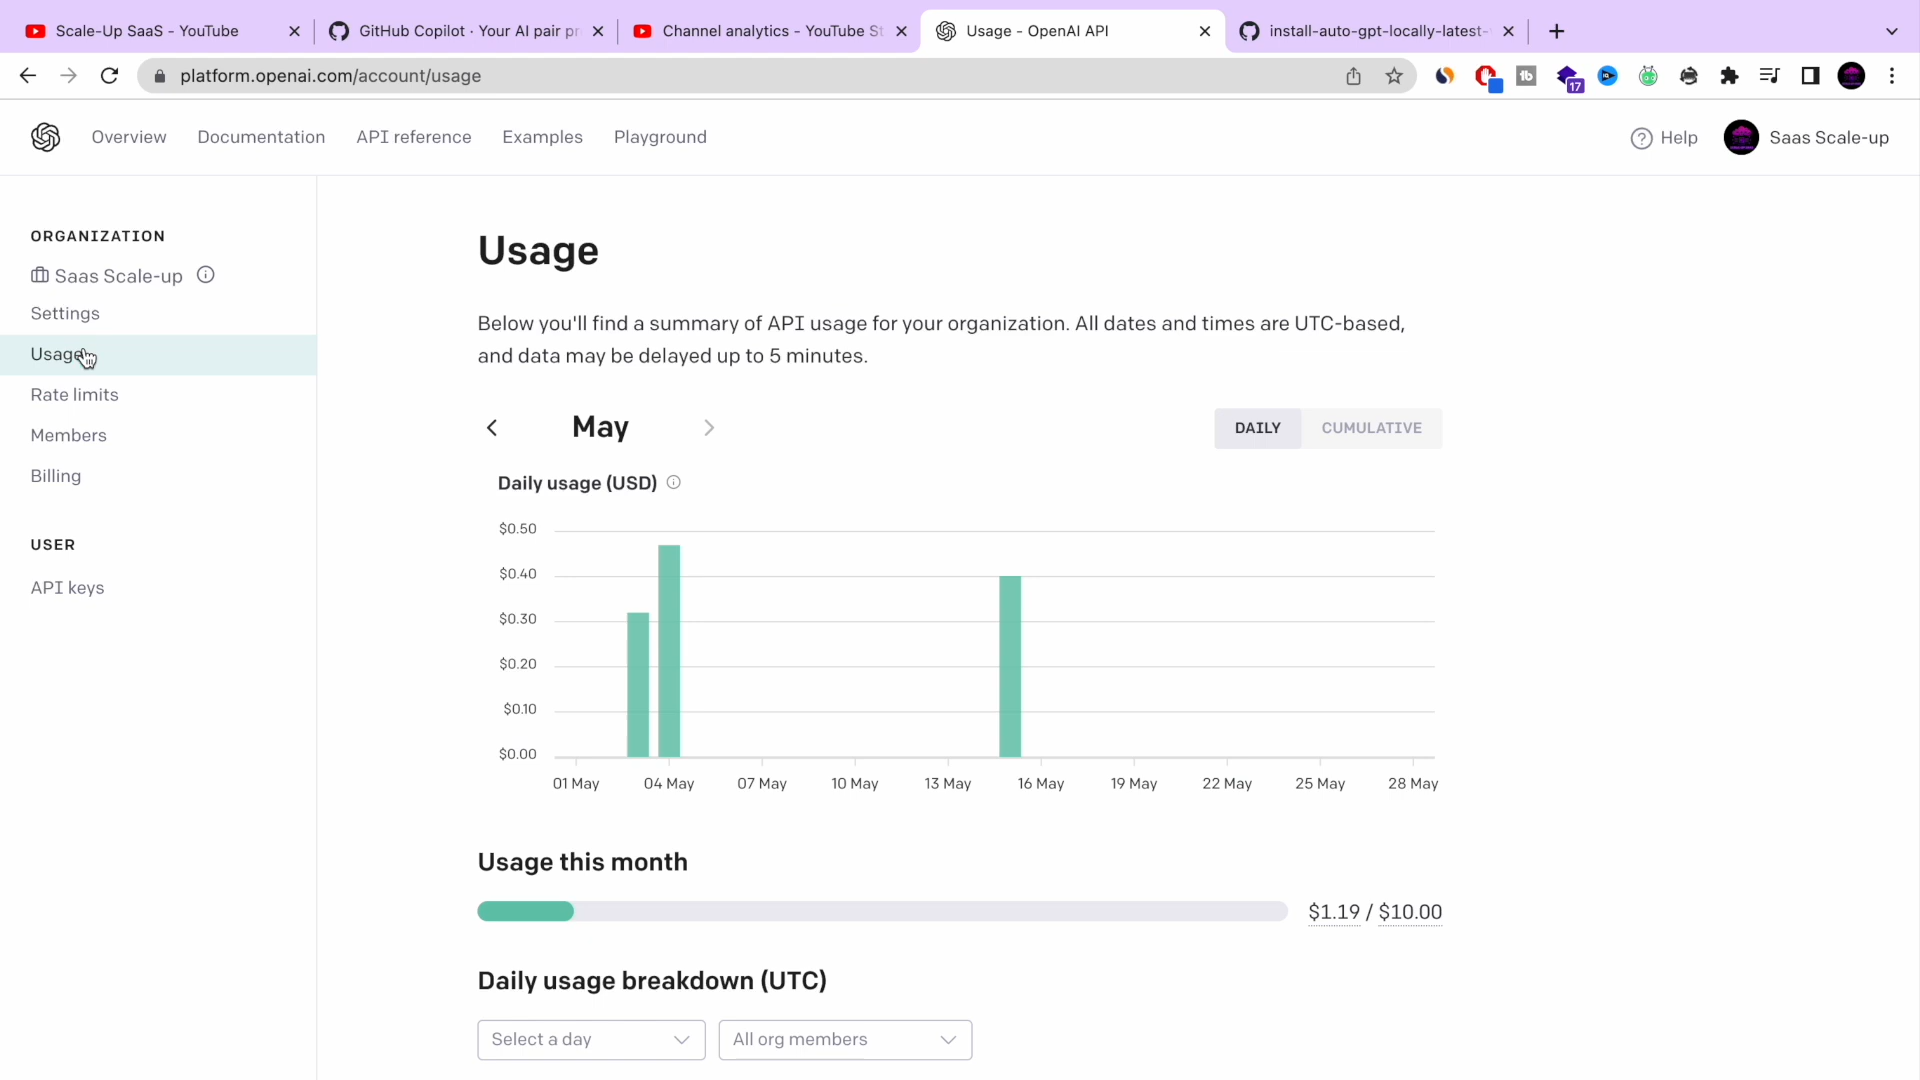 Scale-Up SaaS - YouTube
GitHub Copilot · Your AI pair pr
Channel analytics - YouTube St
Usage - OpenAI API
install-auto-gpt-locally-latest-
platform.openai.com/account/usage
17
Overview
Documentation
API reference
Examples
Playground
Help
Saas Scale-up
ORGANIZATION
Saas Scale-up
Settings
Usage
Rate limits
Members
Billing
USER
API keys
Usage
Below you'll find a summary of API usage for your organization. All dates and times are UTC-based,
and data may be delayed up to 5 minutes.
May
DAILY
CUMULATIVE
Daily usage (USD)
$0.50
$0.40
$0.30
$0.20
$0.10
$0.00
01 May
04 May
07 May
10 May
13 May
16 May
19 May
22 May
25 May
28 May
Usage this month
$1.19 / $10.00
Daily usage breakdown (UTC)
Select a day
All org members